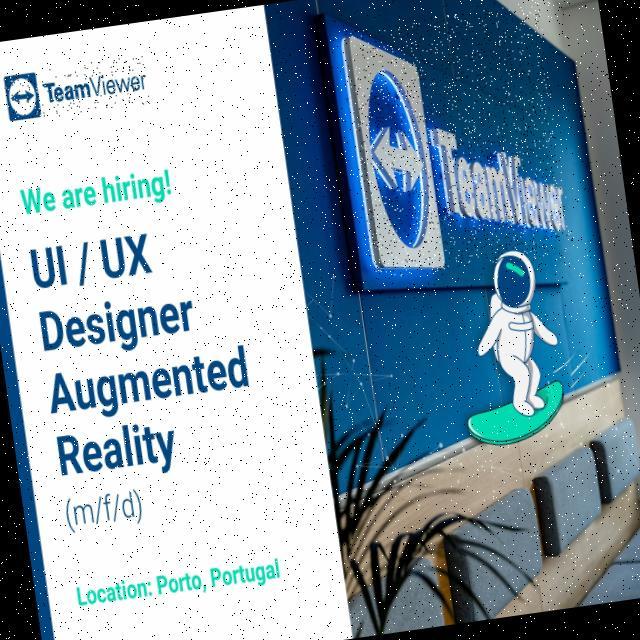 TeamViewer
We are hiring!
UI / UX
Designer
Augmented
Reality
(m/f/d)
Location: Porto, Portugal
TeamViewer